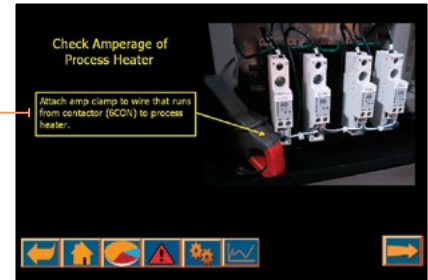 Check Amperage of
Process Heater
Attach amp clamp to wire that runs
from contactor (6CON) to process
heater.